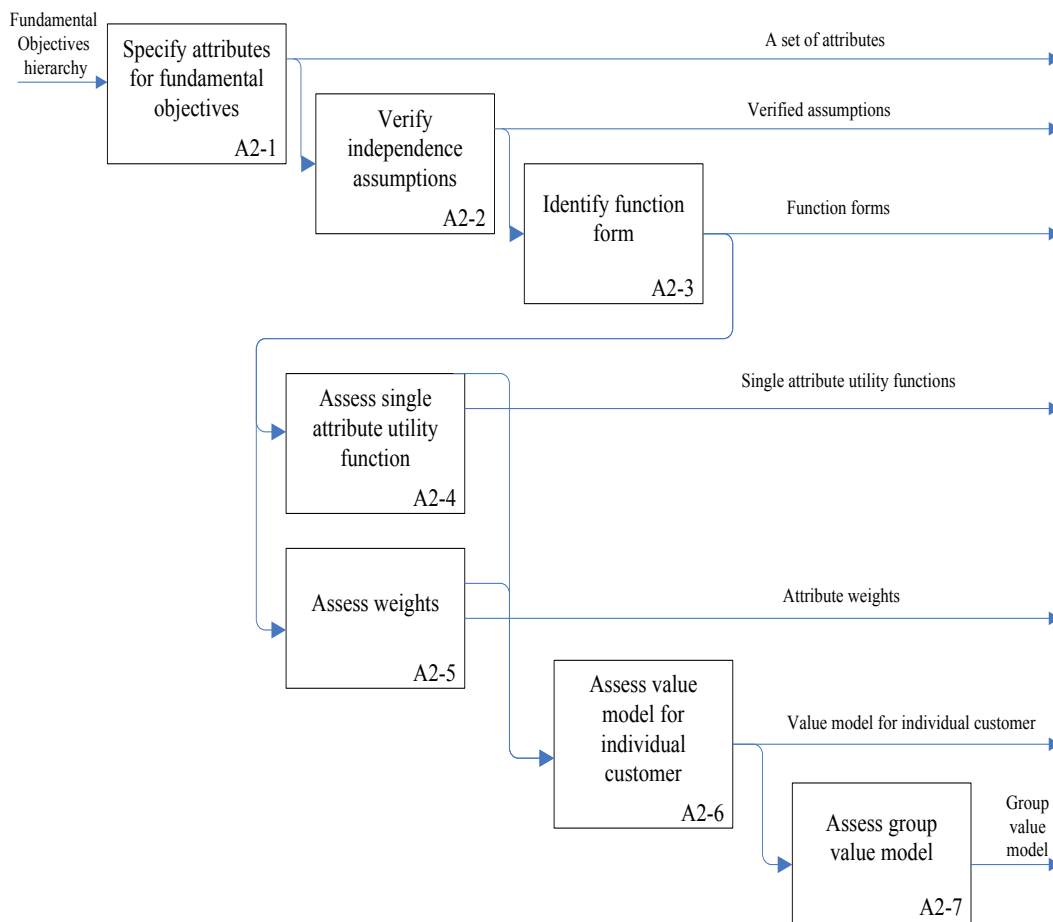 Fundamental
Objectives
hierarchy
Specify attributes
for fundamental
objectives
A2-1
A set of attributes
Verify
independence
assumptions
A2-2
Verified assumptions
Identify function
form
A2-3
Function forms
Assess single
attribute utility
function
A2-4
Single attribute utility functions
Assess weights
A2-5
Attribute weights
Assess value
model for
individual
customer
A2-6
Value model for individual customer
Assess group
value model
A2-7
Group
value
model